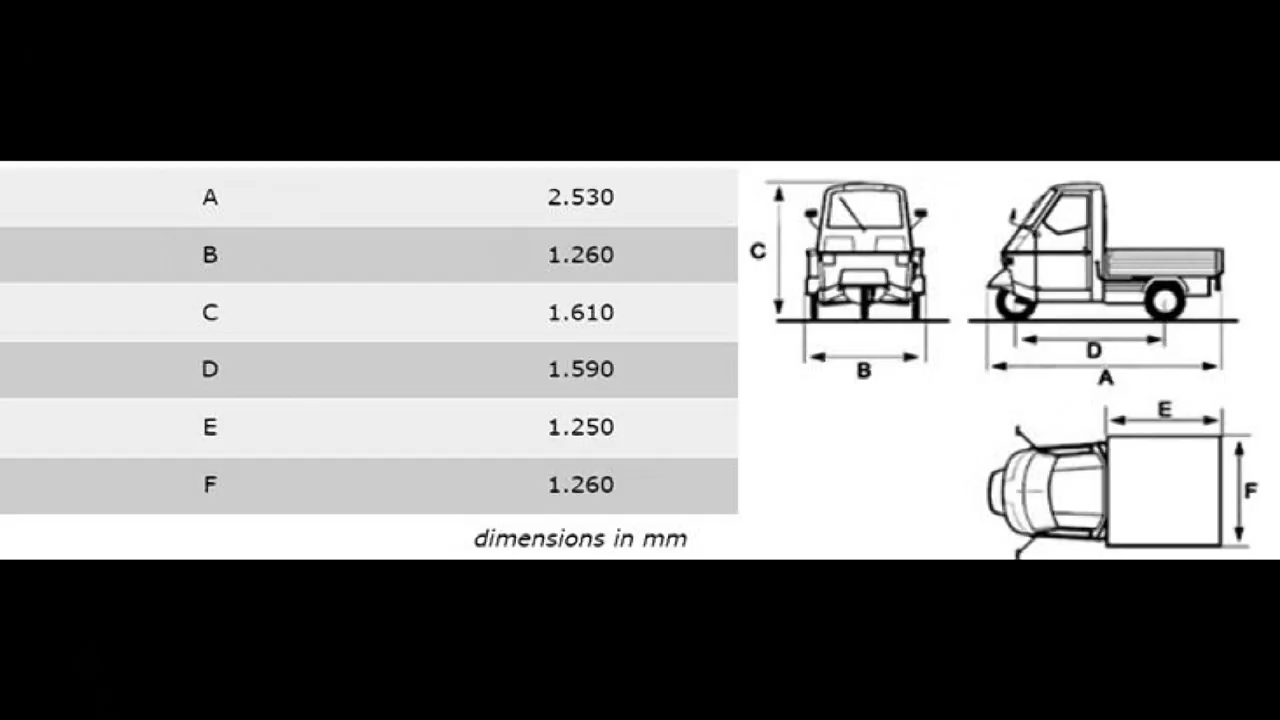 A 2.530
B 1.260
C 1.610
D 1.590
E 1.250
F 1.260
dimensions in mm
C
B
D
A
E
F